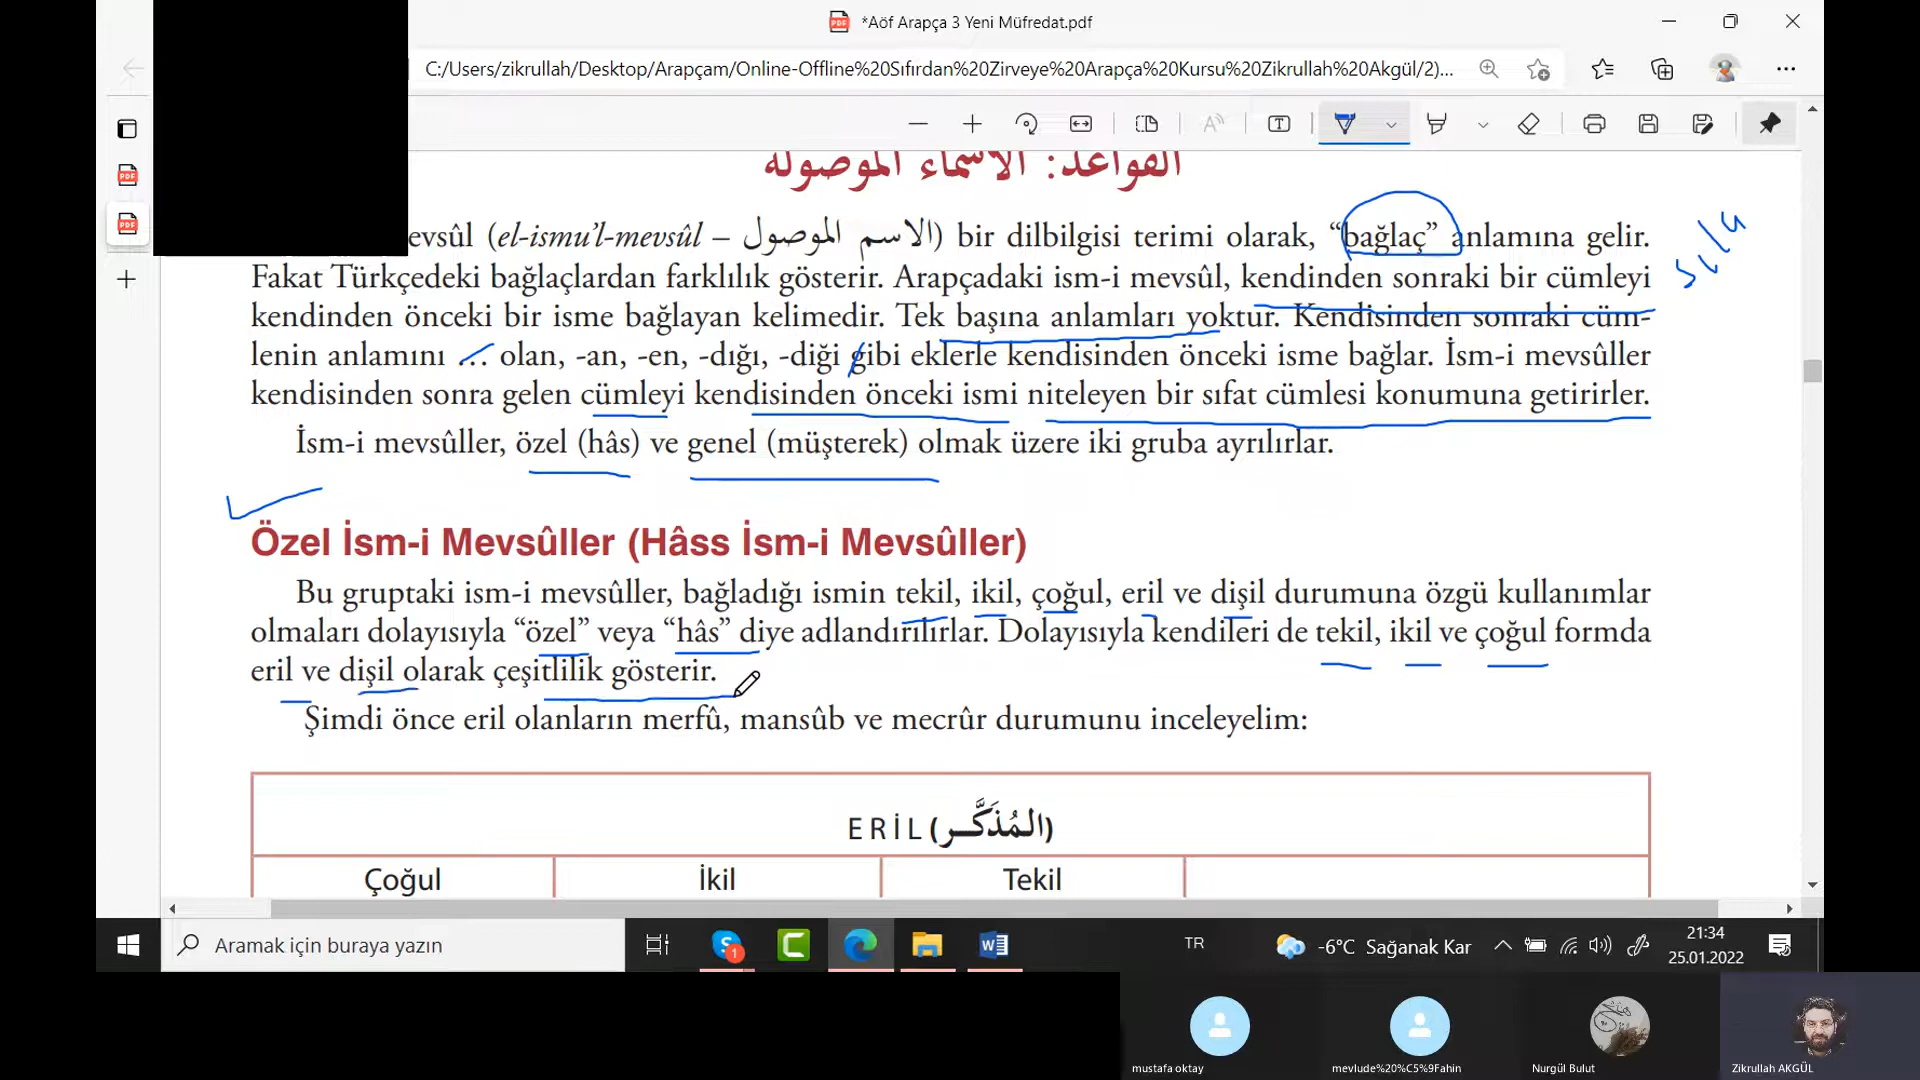 *Aöf Arapça 3 Yeni Müfredat.pdf
C:/Users/zikrullah/Desktop/Arapçam/Online-Offline%20Sıfırdan%20Zirveye%20Arapça%20Kursu%20Zikrullah%20Akgül/2)...
القواعد: الأسماء الموصولة
evsûl (el-ismu’l-mevsûl – الاسم الموصول) bir dilbilgisi terimi olarak, “bağlaç” anlamına gelir.
Fakat Türkçedeki bağlaçlardan farklılık gösterir. Arapçadaki ism-i mevsûl, kendinden sonraki bir cümleyi
kendinden önceki bir isme bağlayan kelimedir. Tek başına anlamları yoktur. Kendisinden sonraki cüm-
lenin anlamını ... olan, -an, -en, -dığı, -diği gibi eklerle kendisinden önceki isme bağlar. İsm-i mevsûller
kendisinden sonra gelen cümleyi kendisinden önceki ismi niteleyen bir sıfat cümlesi konumuna getirirler.
İsm-i mevsûller, özel (hâs) ve genel (müşterek) olmak üzere iki gruba ayrılırlar.
Özel İsm-i Mevsûller (Hâss İsm-i Mevsûller)
Bu gruptaki ism-i mevsûller, bağladığı ismin tekil, ikil, çoğul, eril ve dişil durumuna özgü kullanımlar
olmaları dolayısıyla “özel” veya “hâs” diye adlandırılırlar. Dolayısıyla kendileri de tekil, ikil ve çoğul formda
eril ve dişil olarak çeşitlilik gösterir.
Şimdi önce eril olanların merfû, mansûb ve mecrûr durumunu inceleyelim:
ERİL (المُذَكَّر)
Çoğul İkil Tekil
Aramak için buraya yazın
TR
-6°C Sağanak Kar
21:34
25.01.2022
mustafa oktay
mevlude%20%C5%9Fahin
Nurgül Bulut
Zikrullah AKGÜL